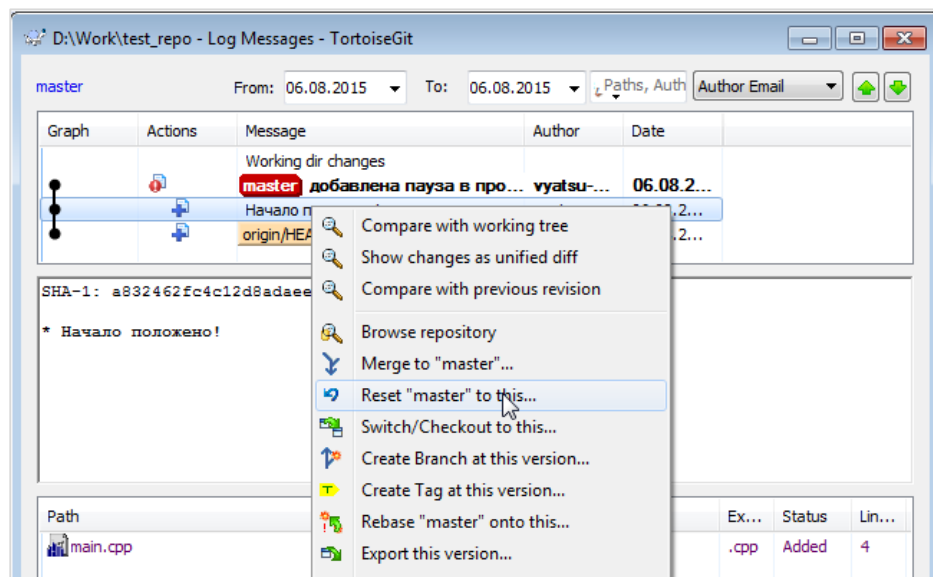 D:\Work\test_repo - Log Messages - TortoiseGit
master From: 06.08.2015 To: 06.08.2015 Paths, Auth Author Email
Graph Actions Message Author Date
Working dir changes
master добавлена пауза в про... vyatsu-... 06.08.2...
Начало .2...
origin/HEA .2...
Compare with working tree
Show changes as unified diff
Compare with previous revision
Browse repository
Merge to "master"...
Reset "master" to this...
Switch/Checkout to this...
Create Branch at this version...
Create Tag at this version...
Rebase "master" onto this...
Export this version...
SHA-1: a832462fc4c12d8adaee
* Начало положено!
Path Ex... Status Lin...
main.cpp .cpp Added 4